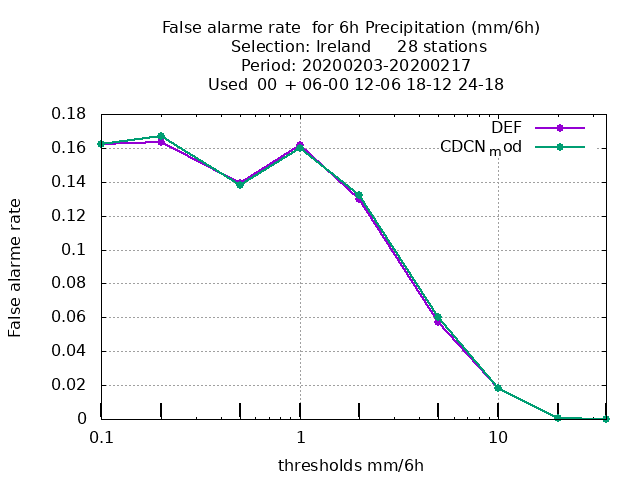 False alarme rate  for 6h Precipitation (mm/6h)
Selection: Ireland     28 stations
Period: 20200203-20200217
Used  00  + 06-00 12-06 18-12 24-18
DEF
CDCNmod
False alarme rate
0.18
0.16
0.14
0.12
0.1
0.08
0.06
0.04
0.02
0
0.1 1 10
thresholds mm/6h